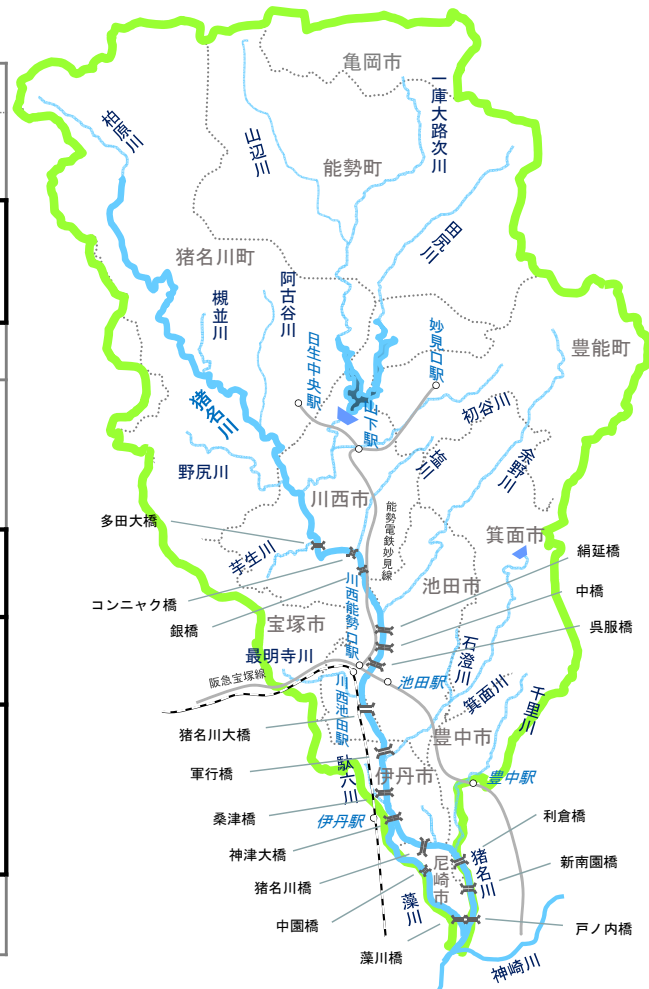 亀岡市
一庫大路次川
柏原川
山辺川
能勢町
田尻川
猪名川町
阿古谷川
槻並川
日生中央駅
妙見口駅
豊能町
猪名川
山下駅
初谷川
塩川
余野川
野尻川
川西市
能勢電鉄妙見線
箕面市
多田大橋
芋生川
絹延橋
コンニャク橋
川西能勢口駅
池田市
中橋
銀橋
宝塚市
呉服橋
石澄川
最明寺川
阪急宝塚線
池田駅
箕面川
千里川
川西池田駅
猪名川大橋
豊中市
軍行橋
駄六川
伊丹市
豊中駅
桑津橋
伊丹駅
利倉橋
神津大橋
猪名川
尼崎市
新南園橋
猪名川橋
藻川
中園橋
戸ノ内橋
藻川橋
神崎川